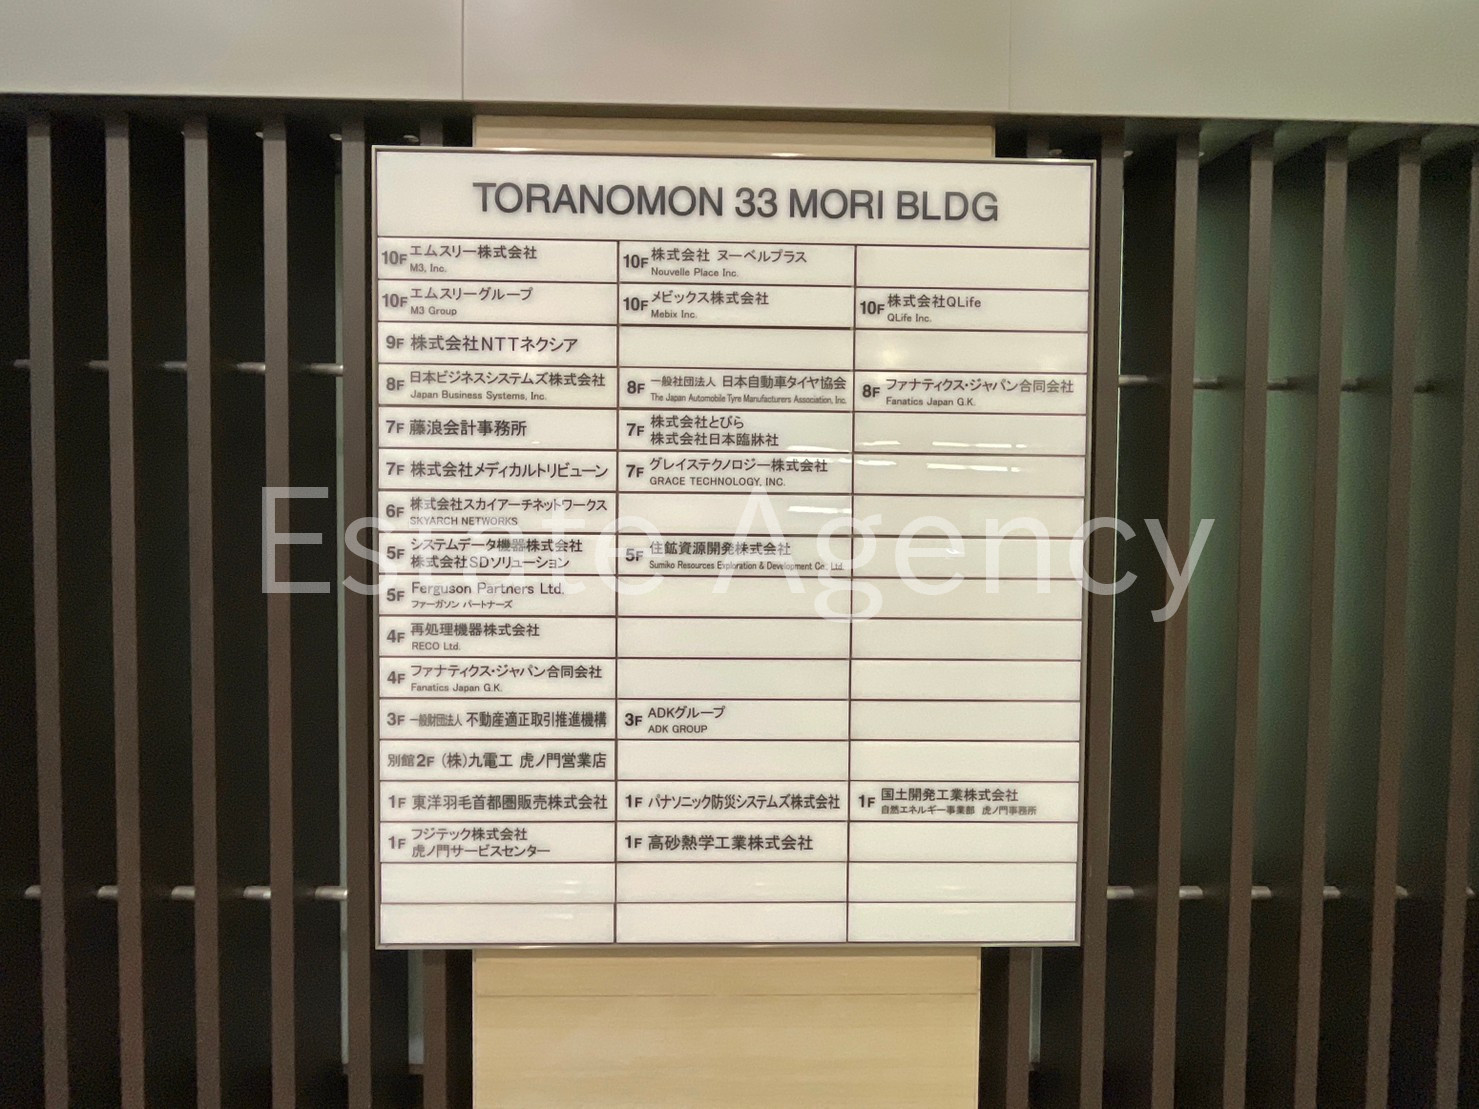 TORANOMON 33 MORI BLDG
10F エムスリー株式会社
M3, Inc.
10F 株式会社 ヌーベルプラス
Nouvelle Place Inc.
10F エムスリーグループ
M3 Group
10F メビックス株式会社
Mebix Inc.
10F 株式会社QLife
QLife Inc.
9F 株式会社NTTネクシア
8F 日本ビジネスシステムズ株式会社
Japan Business Systems, Inc.
8F 一般社団法人 日本自動車タイヤ協会
The Japan Automobile Tyre Manufacturers Association, Inc.
8F ファナティクス・ジャパン合同会社
Fanatics Japan G.K.
7F 藤浪会計事務所
7F 株式会社とびら
株式会社日本臨牀社
7F 株式会社メディカルトリビューン
7F グレイステクノロジー株式会社
GRACE TECHNOLOGY, INC.
6F 株式会社スカイアーチネットワークス
SKYARCH NETWORKS
5F システムデータ機器株式会社
株式会社SDソリューション
5F 住鉱資源開発株式会社
Sumiko Resources Exploration & Development Co., Ltd.
5F Ferguson Partners Ltd.
ファーガソン パートナーズ
4F 再処理機器株式会社
RECO Ltd.
4F ファナティクス・ジャパン合同会社
Fanatics Japan G.K.
3F 一般財団法人 不動産適正取引推進機構
3F ADKグループ
ADK GROUP
別館2F (株)九電工 虎ノ門営業店
1F 東洋羽毛首都圏販売株式会社
1F パナソニック防災システムズ株式会社
1F 国土開発工業株式会社
自然エネルギー事業部 虎ノ門事務所
1F フジテック株式会社
虎ノ門サービスセンター
1F 高砂熱学工業株式会社
Estate Agency